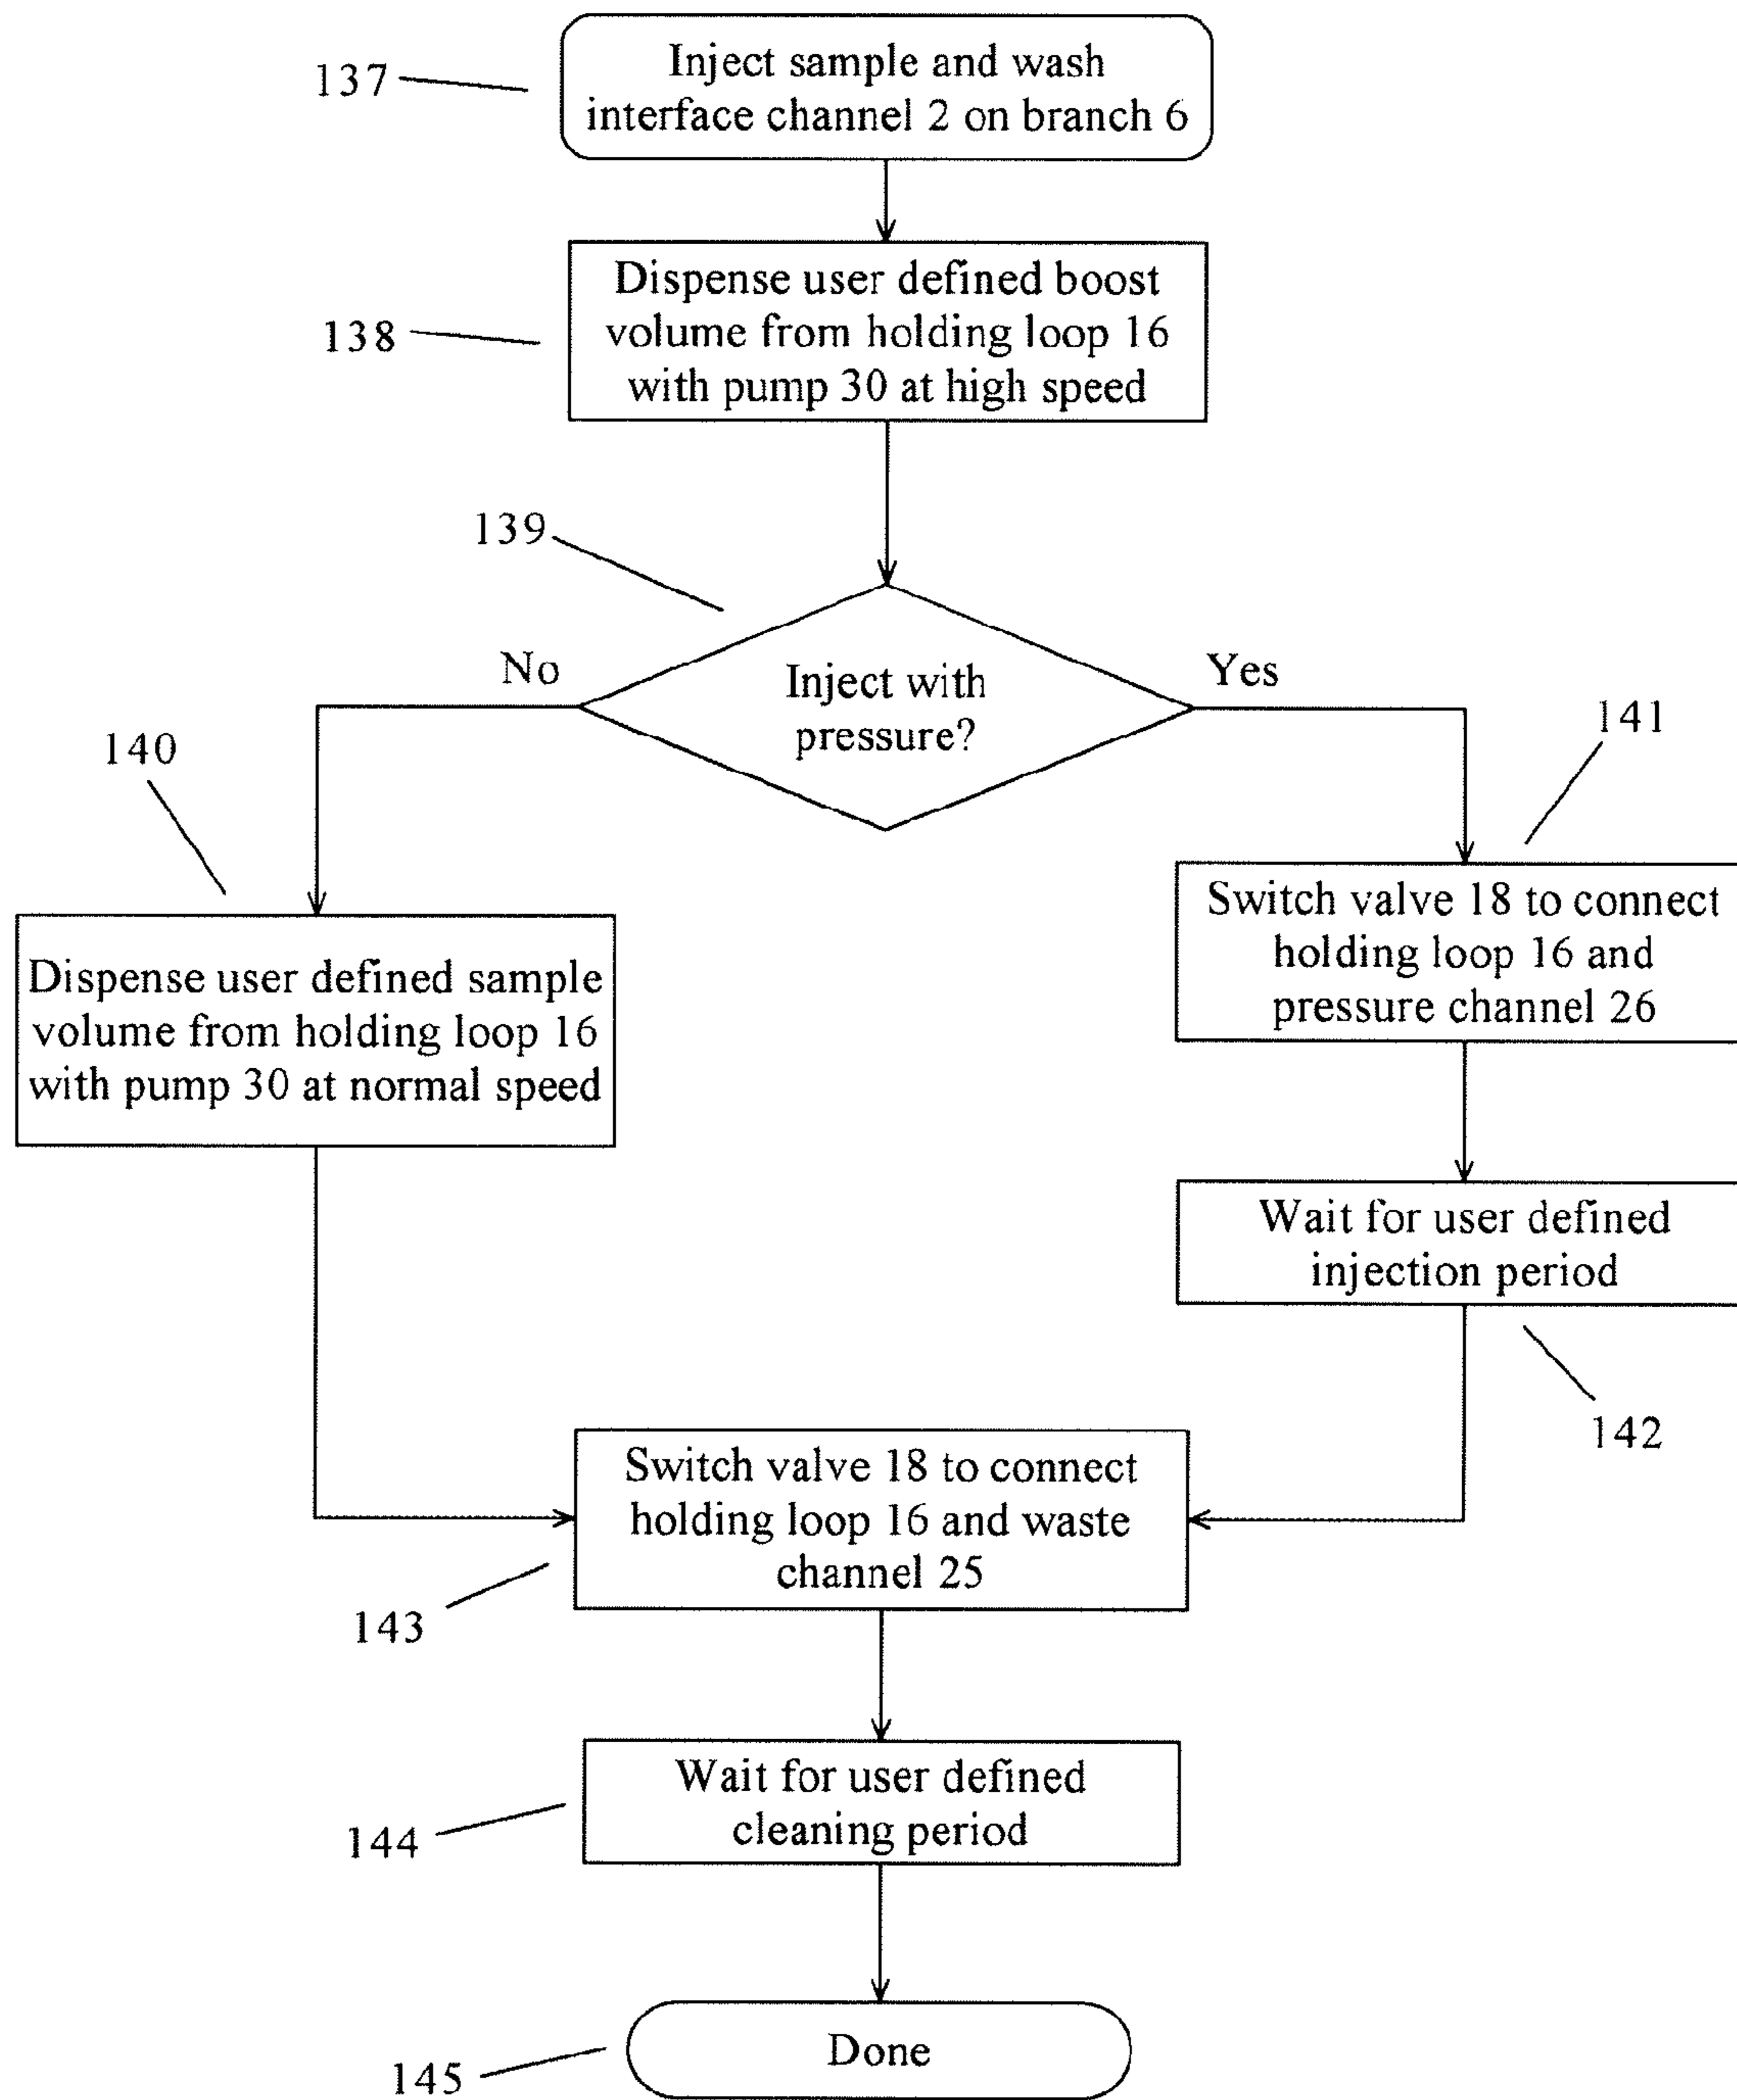 137
Inject sample and wash
interface channel 2 on branch 6
138
Dispense user defined boost
volume from holding loop 16
with pump 30 at high speed
139
No
Inject with
pressure?
Yes
140
141
Dispense user defined sample
volume from holding loop 16
with pump 30 at normal speed
Switch valve 18 to connect
holding loop 16 and
pressure channel 26
Wait for user defined
injection period
142
Switch valve 18 to connect
holding loop 16 and waste
channel 25
143
Wait for user defined
cleaning period
144
Done
145